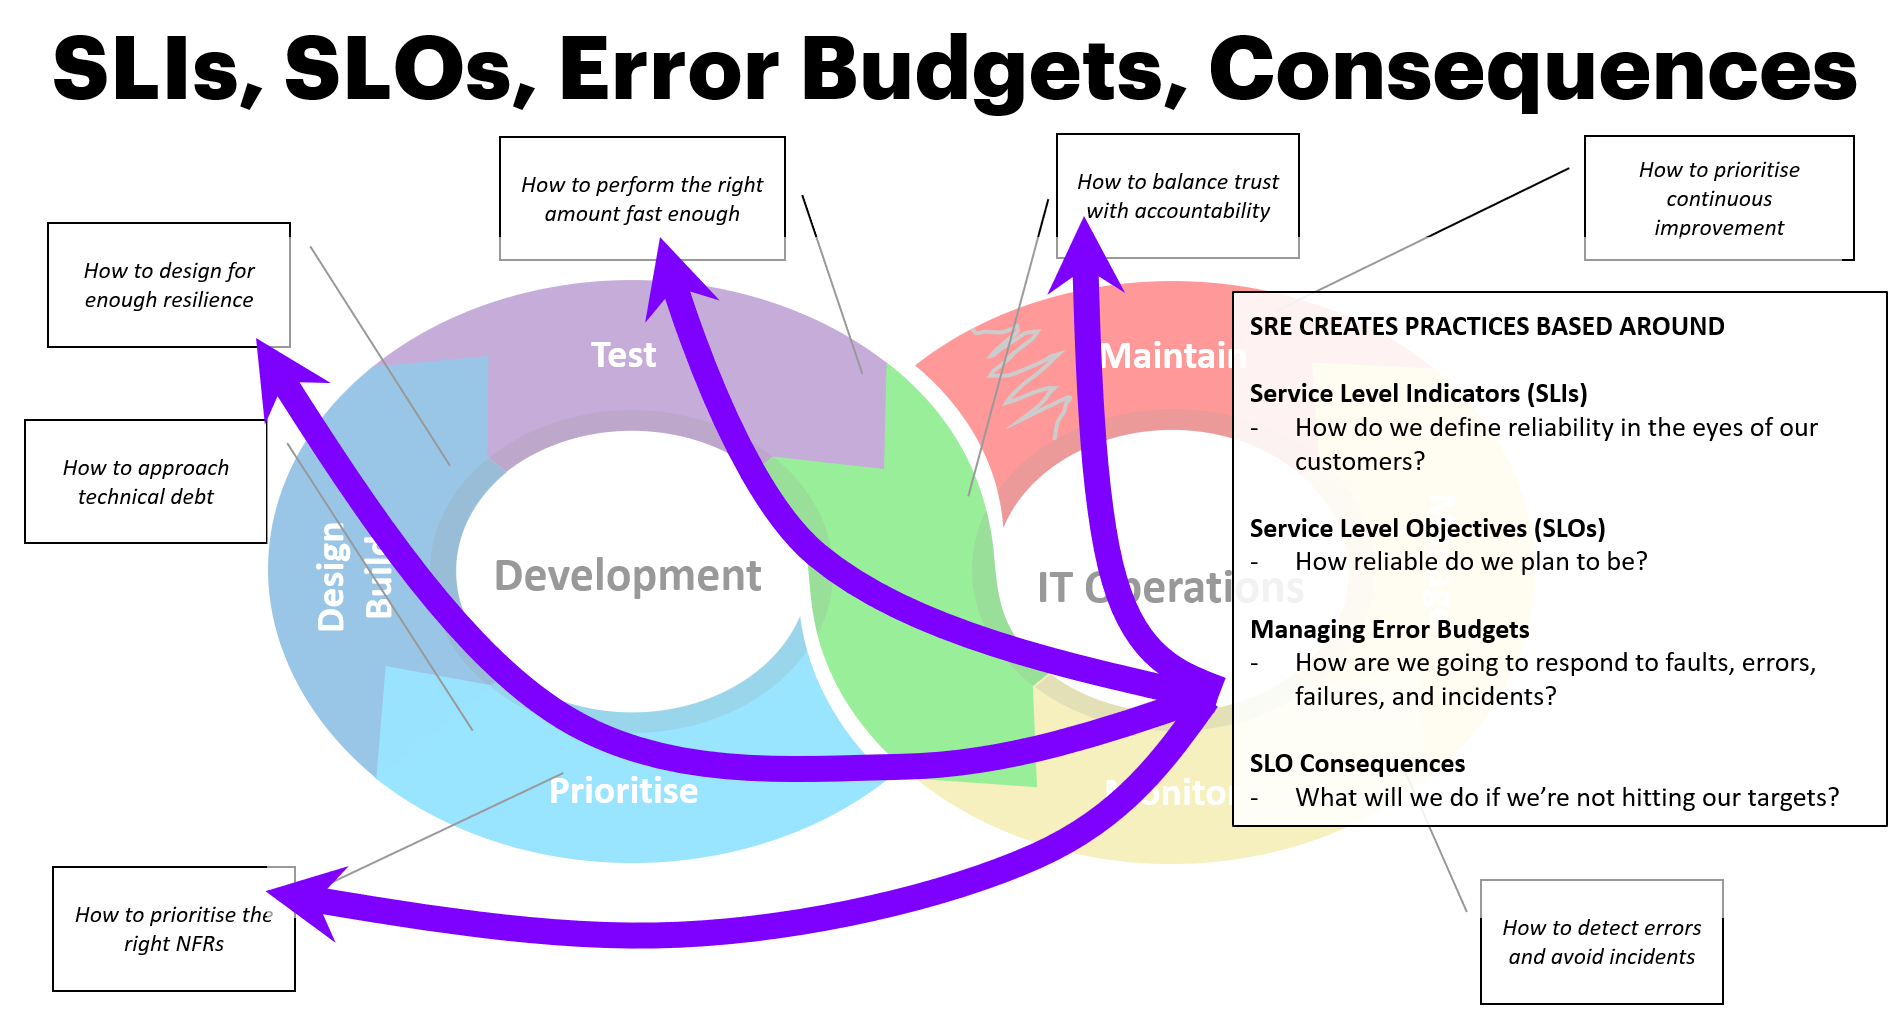 SLIs, SLOs, Error Budgets, Consequences
How to perform the right
amount fast enough
How to balance trust
with accountability
How to prioritise
continuous
improvement
How to design for
enough resilience
How to approach
technical debt
How to prioritise the
right NFRs
How to detect errors
and avoid incidents
Test
Maintain
Design
Build
Development
IT Operations
Prioritise
Monitor
SRE CREATES PRACTICES BASED AROUND
Service Level Indicators (SLIs)
- How do we define reliability in the eyes of our
customers?
Service Level Objectives (SLOs)
- How reliable do we plan to be?
Managing Error Budgets
- How are we going to respond to faults, errors,
failures, and incidents?
SLO Consequences
- What will we do if we’re not hitting our targets?